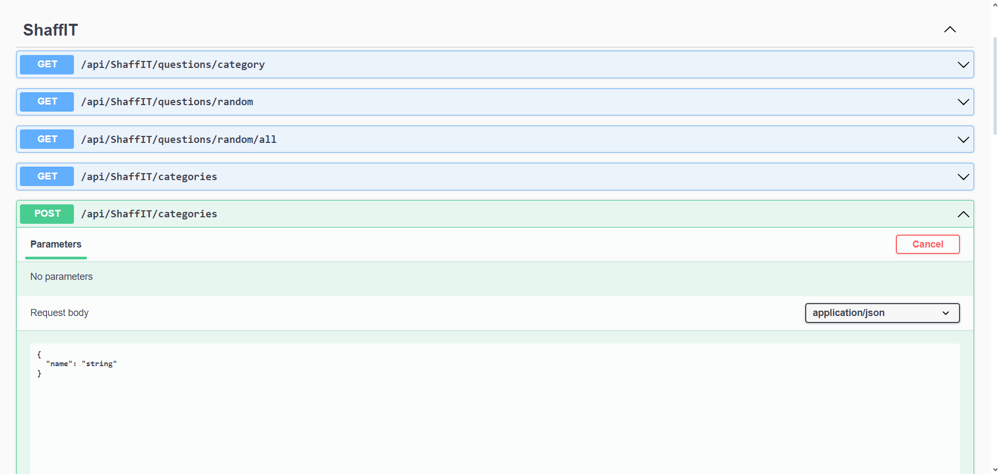 ShaffIT
GET /api/ShaffIT/questions/category
GET /api/ShaffIT/questions/random
GET /api/ShaffIT/questions/random/all
GET /api/ShaffIT/categories
POST /api/ShaffIT/categories
Parameters Cancel
No parameters
Request body application/json
{
  "name": "string"
}